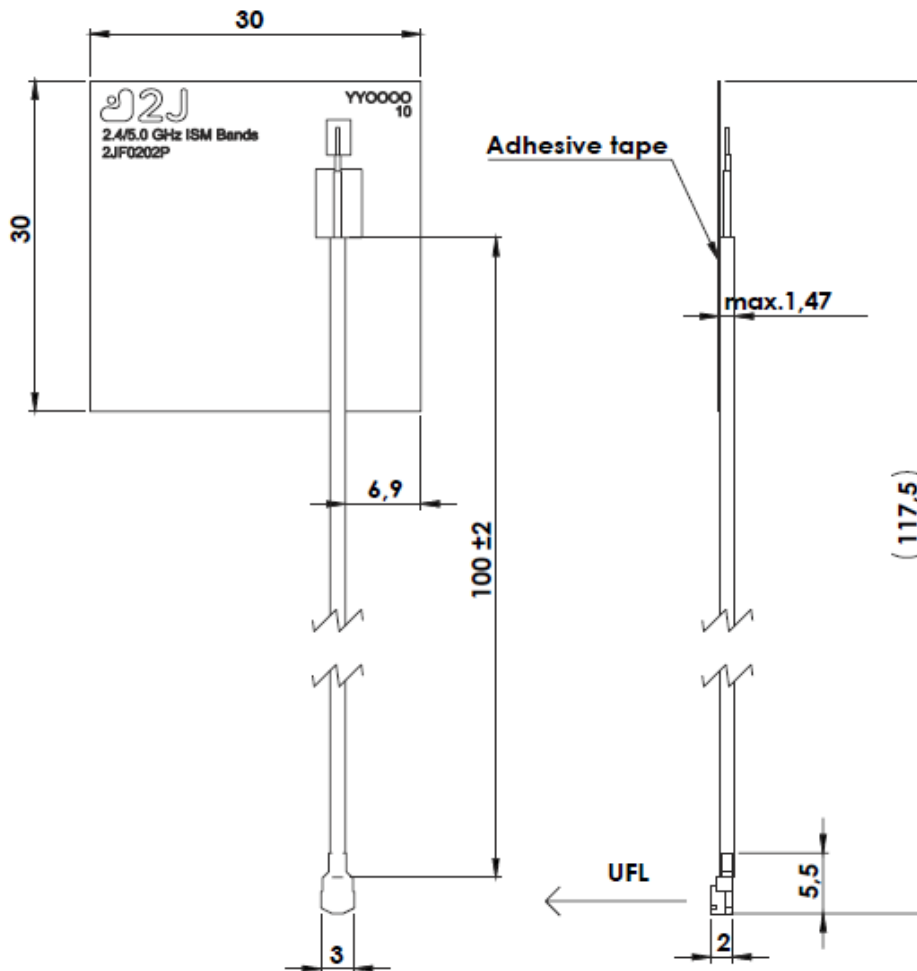 30
2J
YYOOOO
10
2.4/5.0 GHz ISM Bands
2JF0202P
Adhesive tape
30
max.1,47
6,9
100 ±2
(117,5)
UFL
5,5
3
2